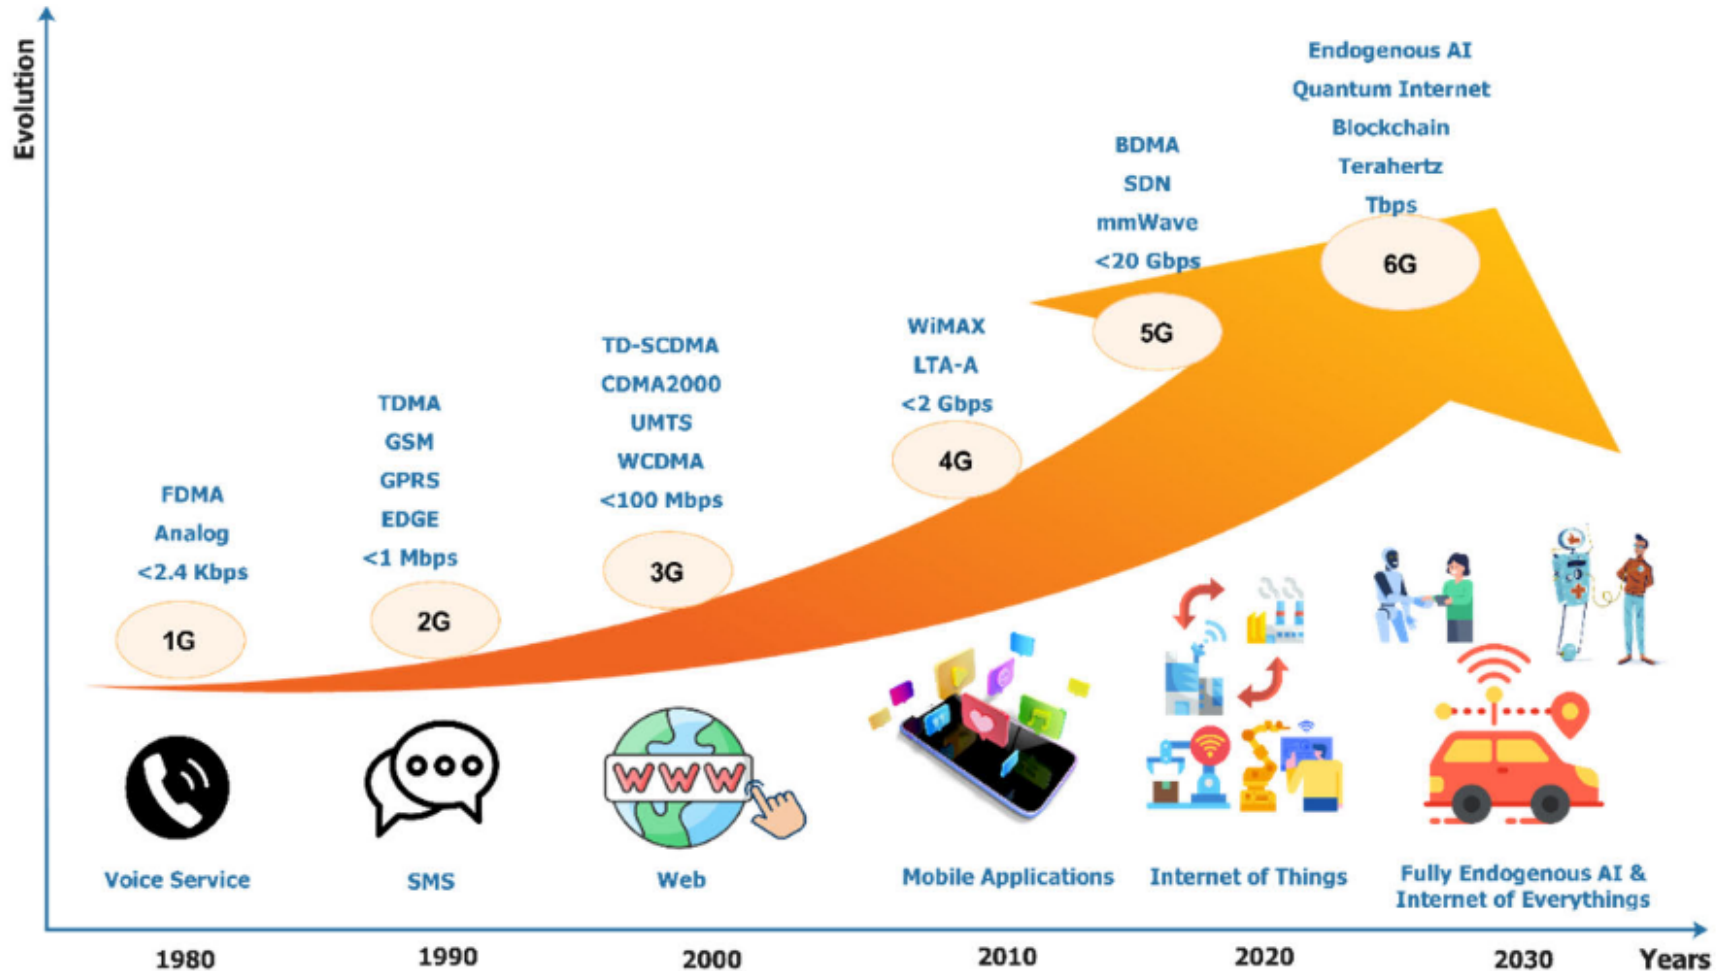 Evolution
Endogenous AI
Quantum Internet
Blockchain
Terahertz
Tbps
6G
BDMA
SDN
mmWave
<20 Gbps
5G
WiMAX
LTA-A
<2 Gbps
4G
TD-SCDMA
CDMA2000
UMTS
WCDMA
<100 Mbps
3G
TDMA
GSM
GPRS
EDGE
<1 Mbps
2G
FDMA
Analog
<2.4 Kbps
1G
WWW
Voice Service
SMS
Web
Mobile Applications
Internet of Things
Fully Endogenous AI &
Internet of Everythings
1980
1990
2000
2010
2020
2030
Years